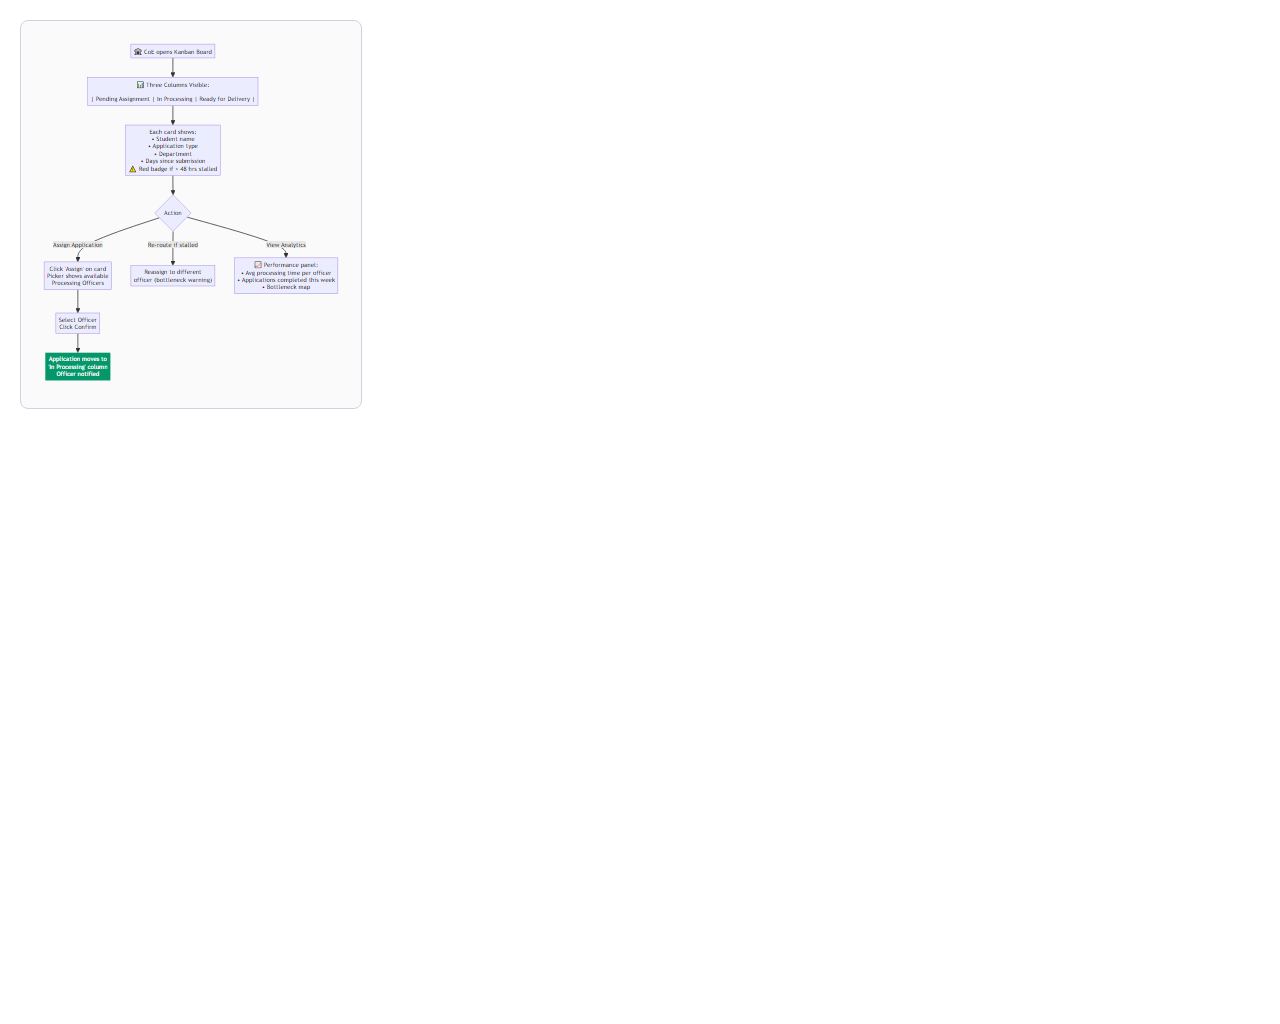 🏛 CoE opens Kanban Board
📊 Three Columns Visible:
| Pending Assignment | In Processing | Ready for Delivery |
Each card shows:
• Student name
• Application type
• Department
• Days since submission
⚠ Red badge if > 48 hrs stalled
Action
Assign Application
Re-route if stalled
View Analytics
Click 'Assign' on card
Picker shows available
Processing Officers
Reassign to different
officer (bottleneck warning)
📈 Performance panel:
• Avg processing time per officer
• Applications completed this week
• Bottleneck map
Select Officer
Click Confirm
Application moves to
'In Processing' column
Officer notified